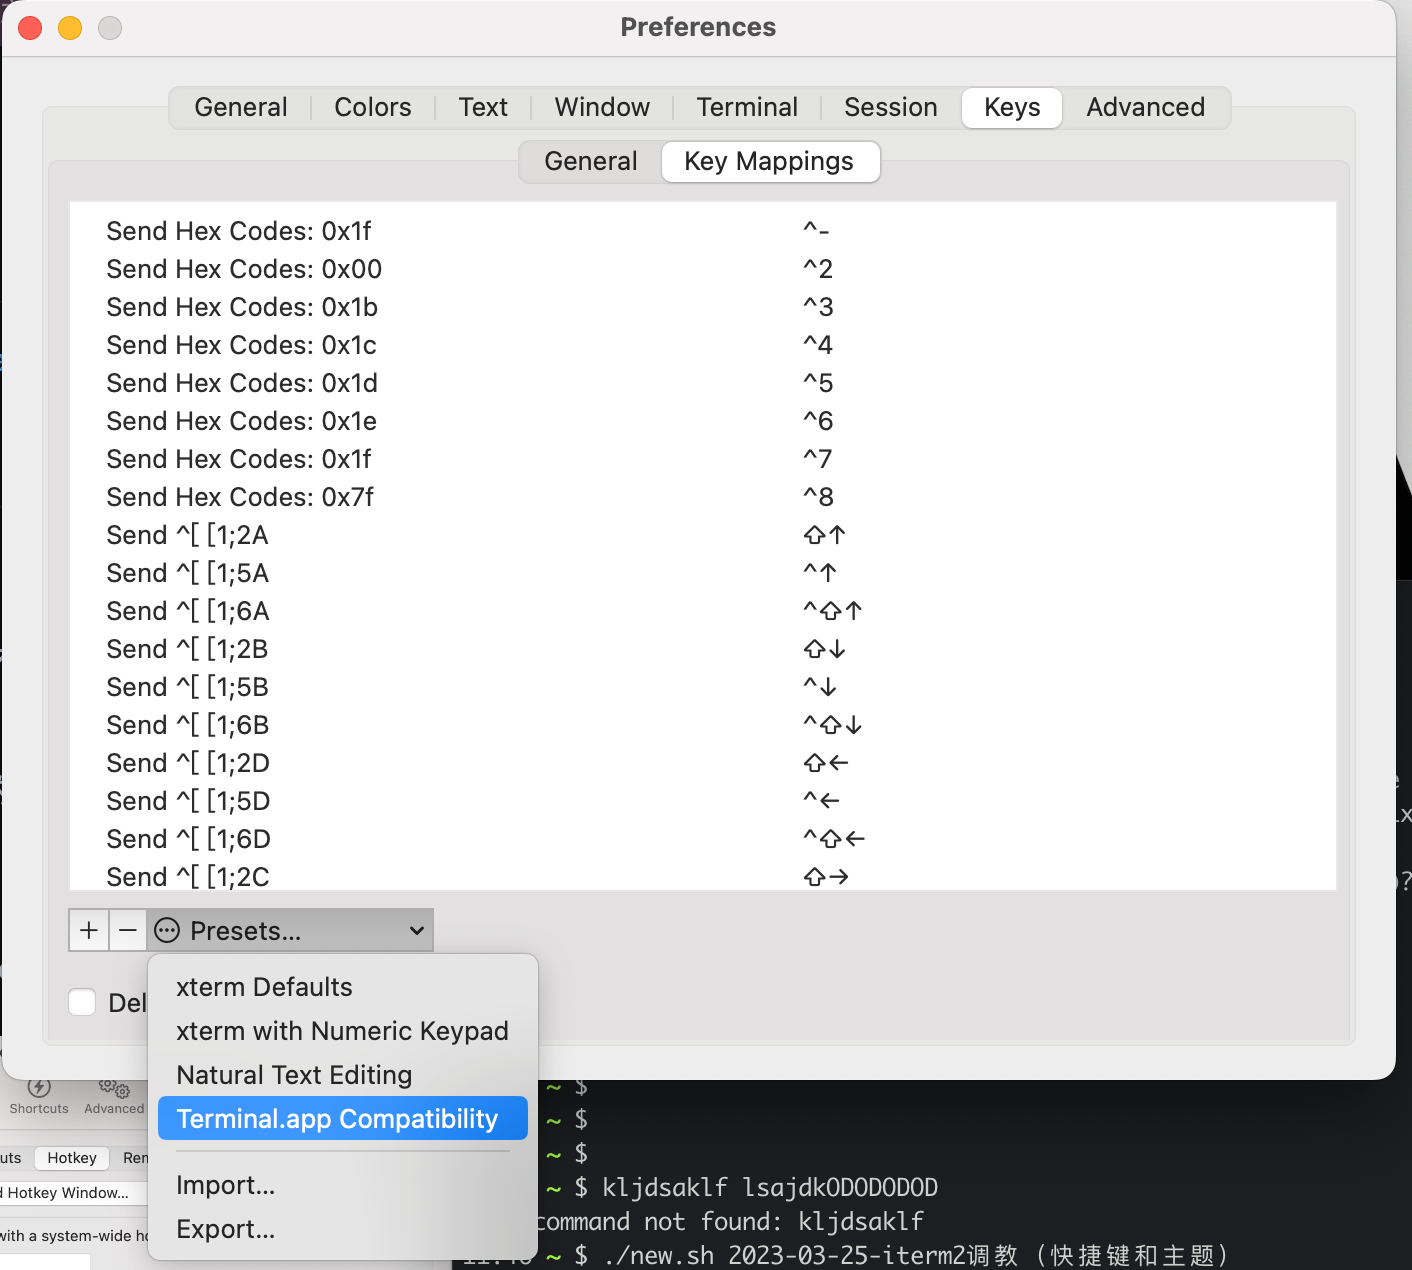 Preferences
General Colors Text Window Terminal Session Keys Advanced
General Key Mappings
Send Hex Codes: 0x1f ^-
Send Hex Codes: 0x00 ^2
Send Hex Codes: 0x1b ^3
Send Hex Codes: 0x1c ^4
Send Hex Codes: 0x1d ^5
Send Hex Codes: 0x1e ^6
Send Hex Codes: 0x1f ^7
Send Hex Codes: 0x7f ^8
Send ^[ [1;2A ⇧↑
Send ^[ [1;5A ^↑
Send ^[ [1;6A ^⇧↑
Send ^[ [1;2B ⇧↓
Send ^[ [1;5B ^↓
Send ^[ [1;6B ^⇧↓
Send ^[ [1;2D ⇧←
Send ^[ [1;5D ^←
Send ^[ [1;6D ^⇧←
Send ^[ [1;2C ⇧→
+ − Presets...
Del
xterm Defaults
xterm with Numeric Keypad
Natural Text Editing
Terminal.app Compatibility
Import...
Export...
Shortcuts Advanced
uts Hotkey Ren
d Hotkey Window...
with a system-wide ho
~ $
~ $
~ $
~ $ kljdsaklf lsajdkODODODOD
command not found: kljdsaklf
~ $ ./new.sh 2023-03-25-iterm2调教（快捷键和主题）